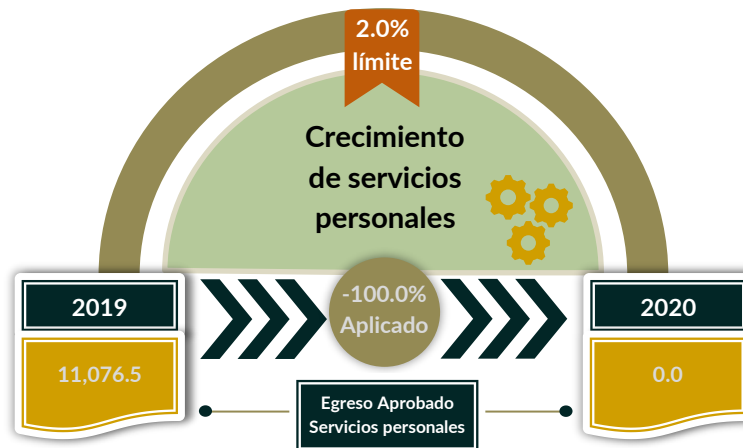 2.0%
límite
Crecimiento
de servicios
personales
-100.0%
Aplicado
2019
11,076.5
2020
0.0
Egreso Aprobado
Servicios personales